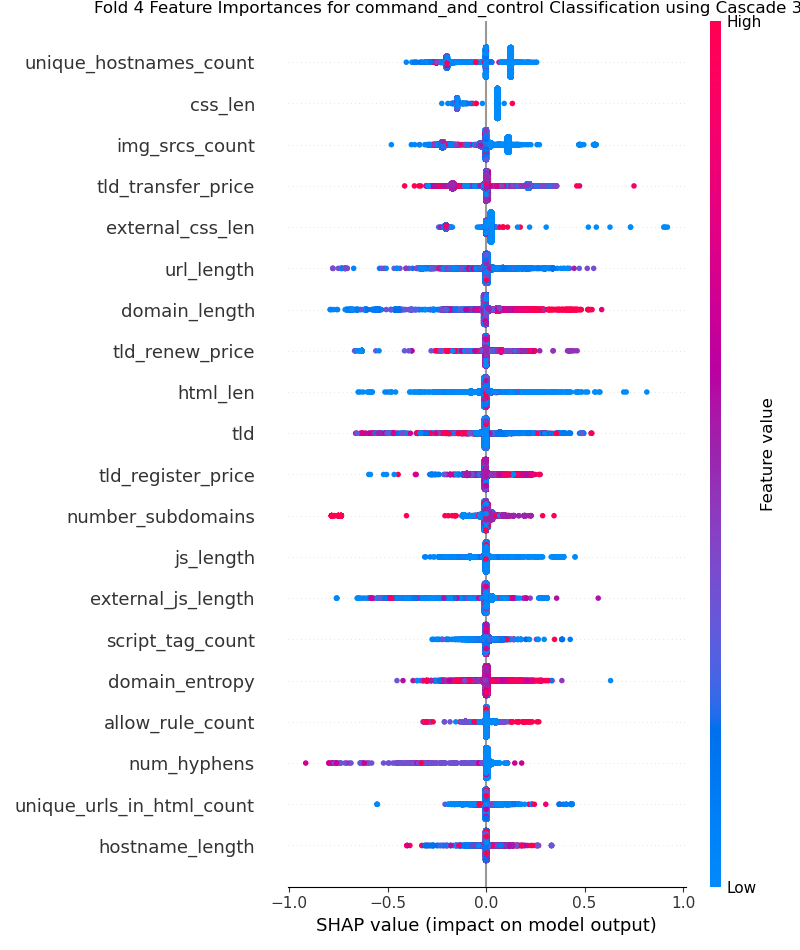 Fold 4 Feature Importances for command_and_control Classification using Cascade 3
High
unique_hostnames_count
css_len
img_srcs_count
tld_transfer_price
external_css_len
url_length
domain_length
tld_renew_price
html_len
tld
tld_register_price
number_subdomains
js_length
external_js_length
script_tag_count
domain_entropy
allow_rule_count
num_hyphens
unique_urls_in_html_count
hostname_length
Feature value
Low
−1.0 −0.5 0.0 0.5 1.0
SHAP value (impact on model output)